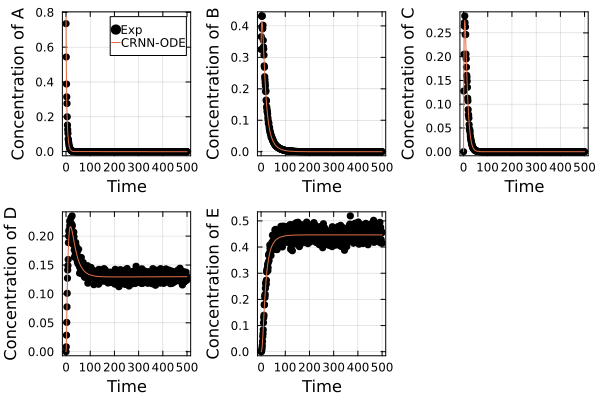 Concentration of A
0.8
0.6
0.4
0.2
0.0
Exp
CRNN-ODE
0 100 200 300 400 500
Time
Concentration of B
0.4
0.3
0.2
0.1
0.0
0 100 200 300 400 500
Time
Concentration of C
0.25
0.20
0.15
0.10
0.05
0.00
0 100 200 300 400 500
Time
Concentration of D
0.20
0.15
0.10
0.05
0.00
0 100 200 300 400 500
Time
Concentration of E
0.5
0.4
0.3
0.2
0.1
0.0
0 100 200 300 400 500
Time